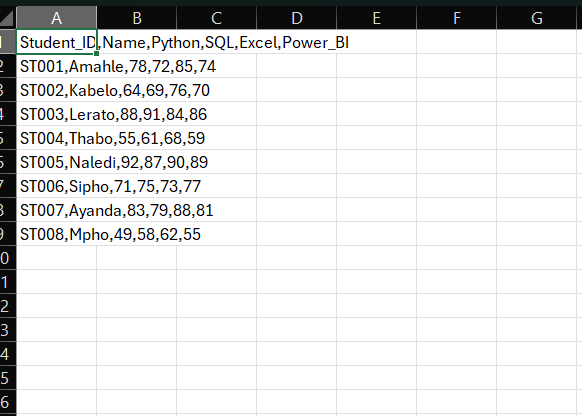 A B C D E F G
1 Student_ID,Name,Python,SQL,Excel,Power_BI
2 ST001,Amahle,78,72,85,74
3 ST002,Kabelo,64,69,76,70
4 ST003,Lerato,88,91,84,86
5 ST004,Thabo,55,61,68,59
6 ST005,Naledi,92,87,90,89
7 ST006,Sipho,71,75,73,77
8 ST007,Ayanda,83,79,88,81
9 ST008,Mpho,49,58,62,55
0
1
2
3
4
5
6